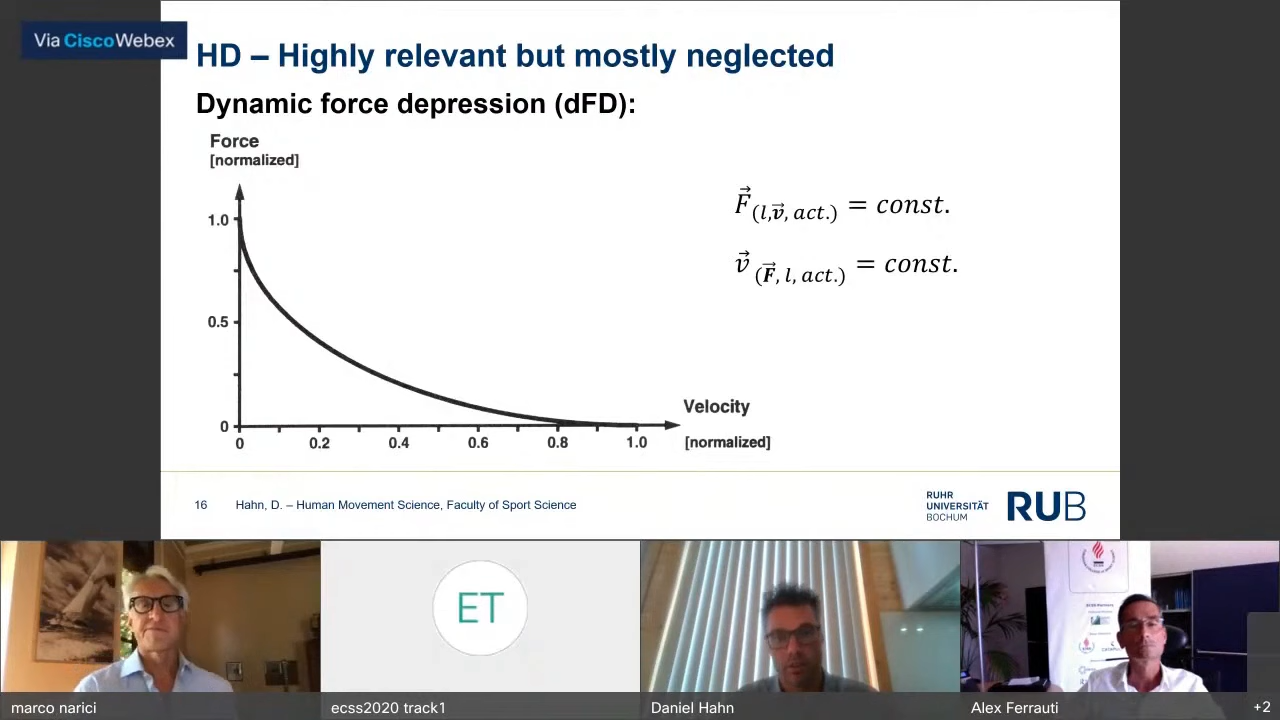 Via Cisco Webex
HD – Highly relevant but mostly neglected
Dynamic force depression (dFD):
Force
[normalized]
1.0
0.5
0
0 0.2 0.4 0.6 0.8 1.0
Velocity
[normalized]
F⃗(l,v⃗, act.) = const.
v⃗ (F⃗, l, act.) = const.
16 Hahn, D. – Human Movement Science, Faculty of Sport Science
RUHR
UNIVERSITÄT
BOCHUM
RUB
ET
marco narici
ecss2020 track1
Daniel Hahn
Alex Ferrauti
+2